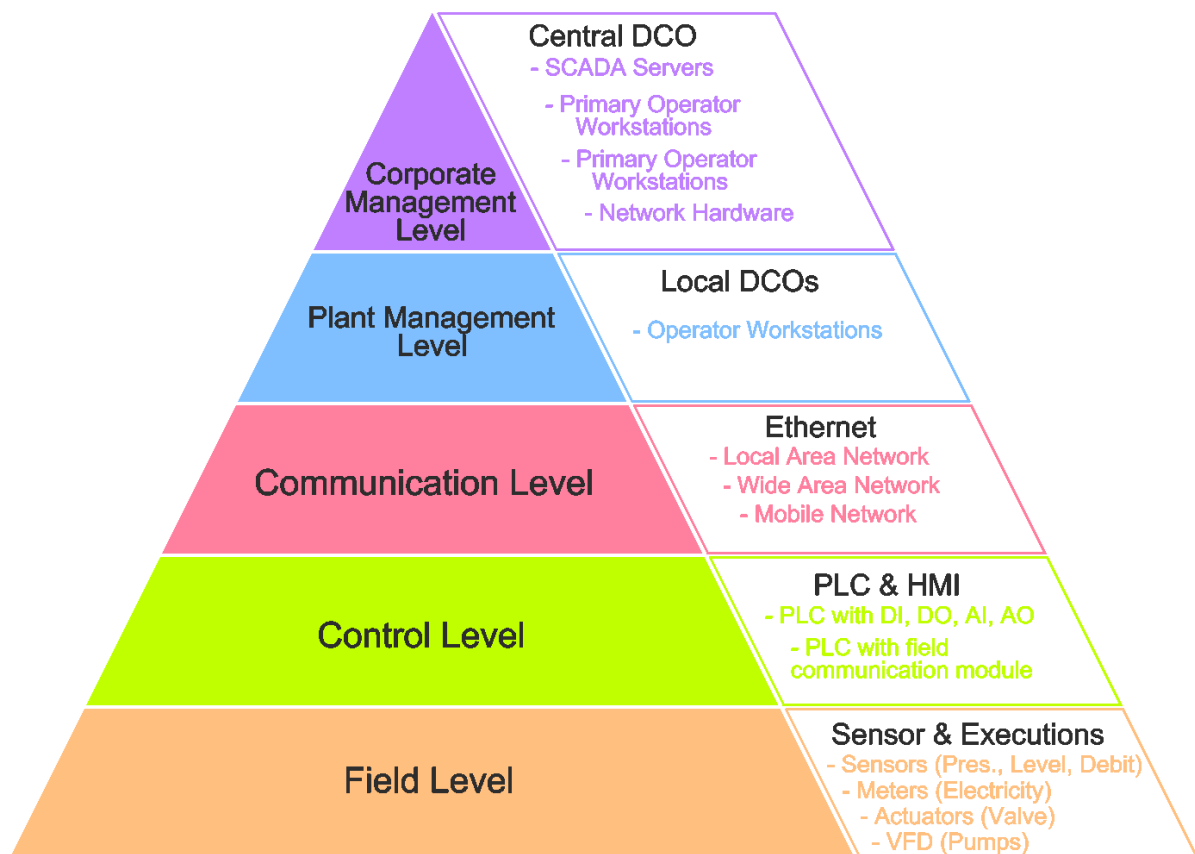 Central DCO
- SCADA Servers
- Primary Operator
Workstations
- Primary Operator
Workstations
- Network Hardware
Corporate
Management
Level
Local DCOs
- Operator Workstations
Plant Management
Level
Ethernet
- Local Area Network
- Wide Area Network
- Mobile Network
Communication Level
PLC & HMI
- PLC with DI, DO, AI, AO
- PLC with field
communication module
Control Level
Sensor & Executions
- Sensors (Pres., Level, Debit)
- Meters (Electricity)
- Actuators (Valve)
- VFD (Pumps)
Field Level